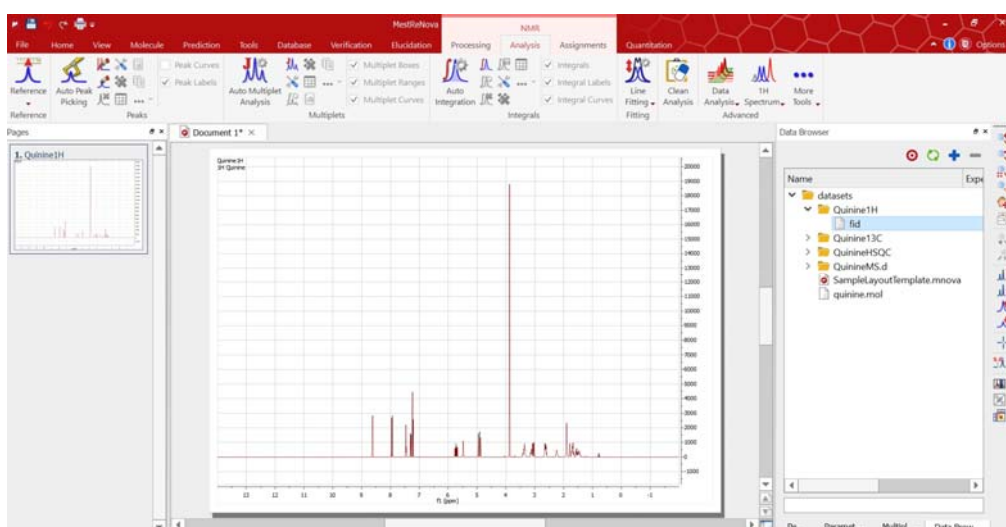 MestReNova
NMR
File Home View Molecule Prediction Tools Database Verification Elucidation Processing Analysis Assignments Quantitation Options
Reference
Reference
Auto Peak Picking
Peak Curves
Peak Labels
Peaks
Auto Multiplet Analysis
Multiplet Boxes
Multiplet Ranges
Multiplet Curves
Multiplets
Auto Integration
Integrals
Integral Labels
Integral Curves
Integrals
Line Fitting
Fitting
Clean Analysis
Data Analysis
1H Spectrum
More Tools
Advanced
Pages
1. Quinine1H
Document 1*
Quinine1H
1H Quinine
20000
19000
18000
17000
16000
15000
14000
13000
12000
11000
10000
9000
8000
7000
6000
5000
4000
3000
2000
1000
0
-1000
13 12 11 10 9 8 7 6 5 4 3 2 1 0 -1
f1 (ppm)
Data Browser
Name
datasets
Quinine1H
fid
Quinine13C
QuinineHSQC
QuinineMS.d
SampleLayoutTemplate.mnova
quinine.mol